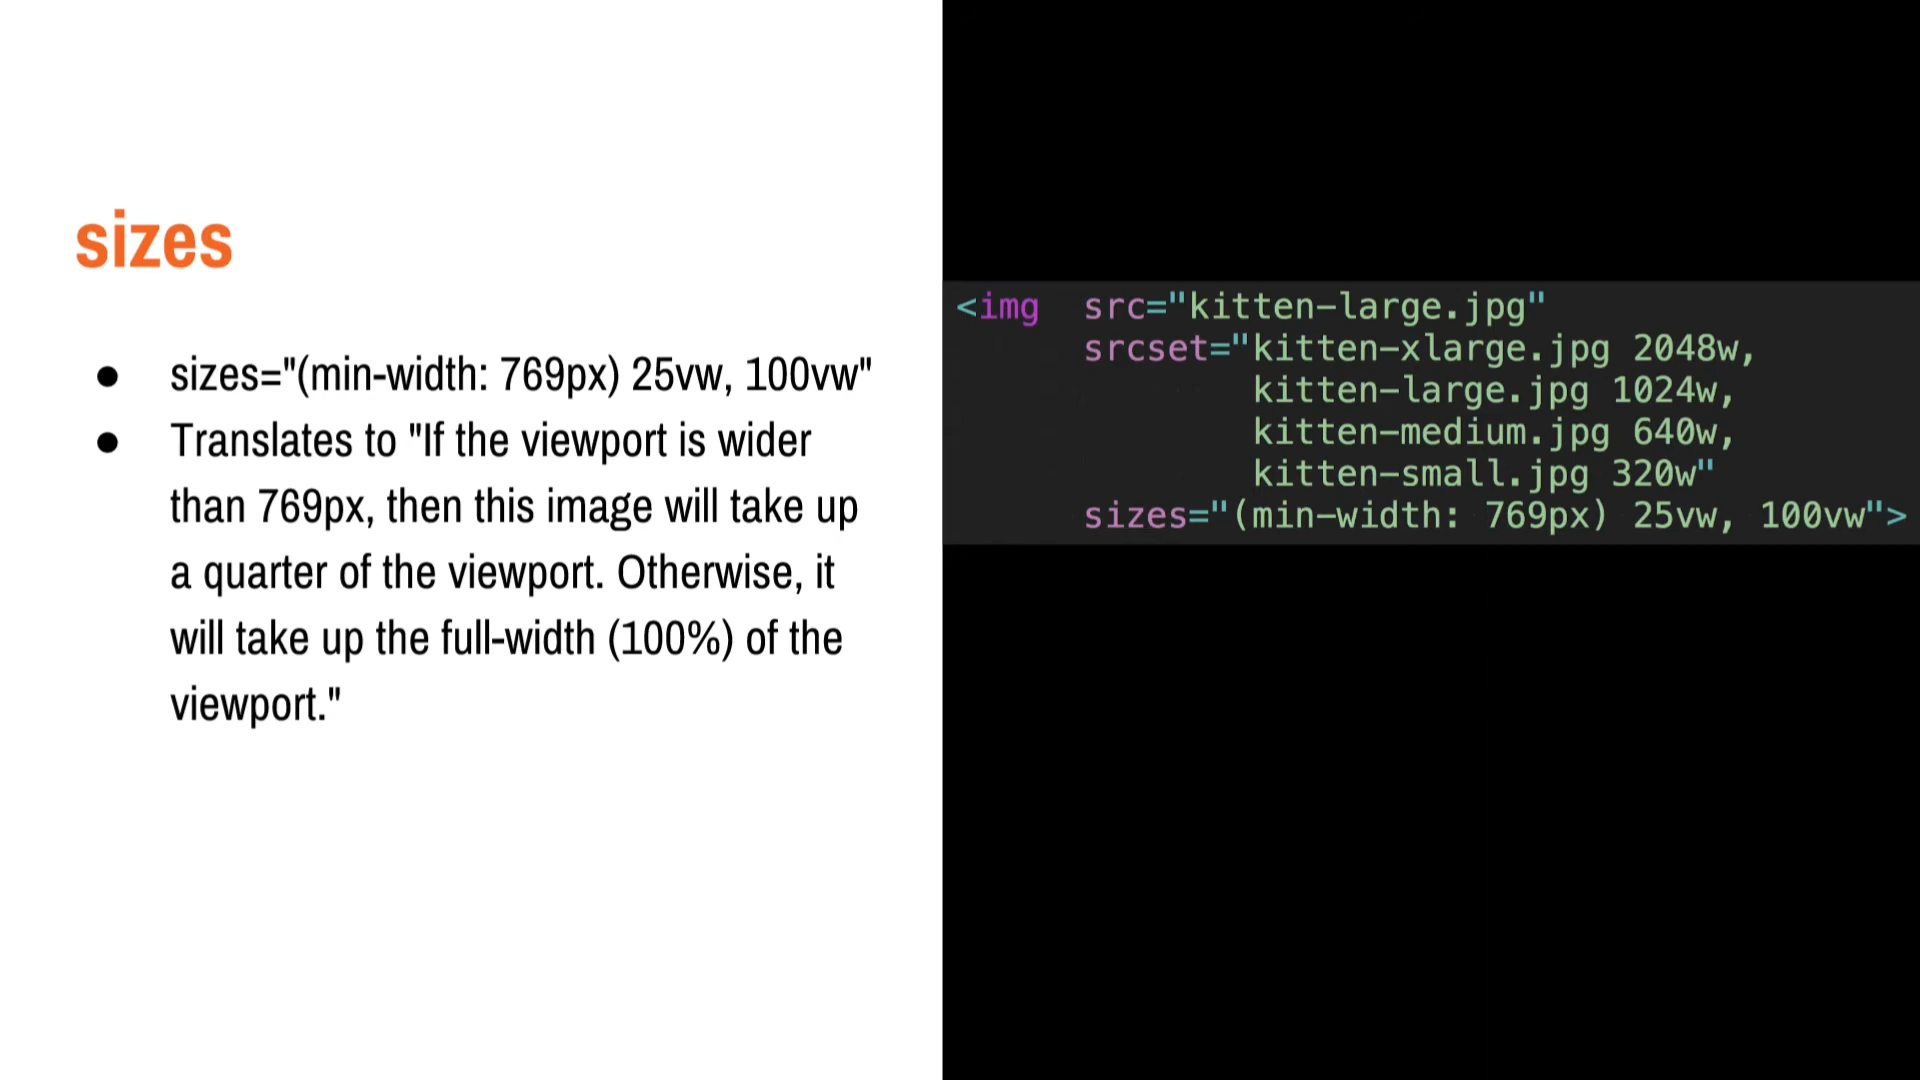 sizes
● sizes="(min-width: 769px) 25vw, 100vw"
● Translates to "If the viewport is wider
than 769px, then this image will take up
a quarter of the viewport. Otherwise, it
will take up the full-width (100%) of the
viewport."
<img src="kitten-large.jpg"
srcset="kitten-xlarge.jpg 2048w,
kitten-large.jpg 1024w,
kitten-medium.jpg 640w,
kitten-small.jpg 320w"
sizes="(min-width: 769px) 25vw, 100vw">